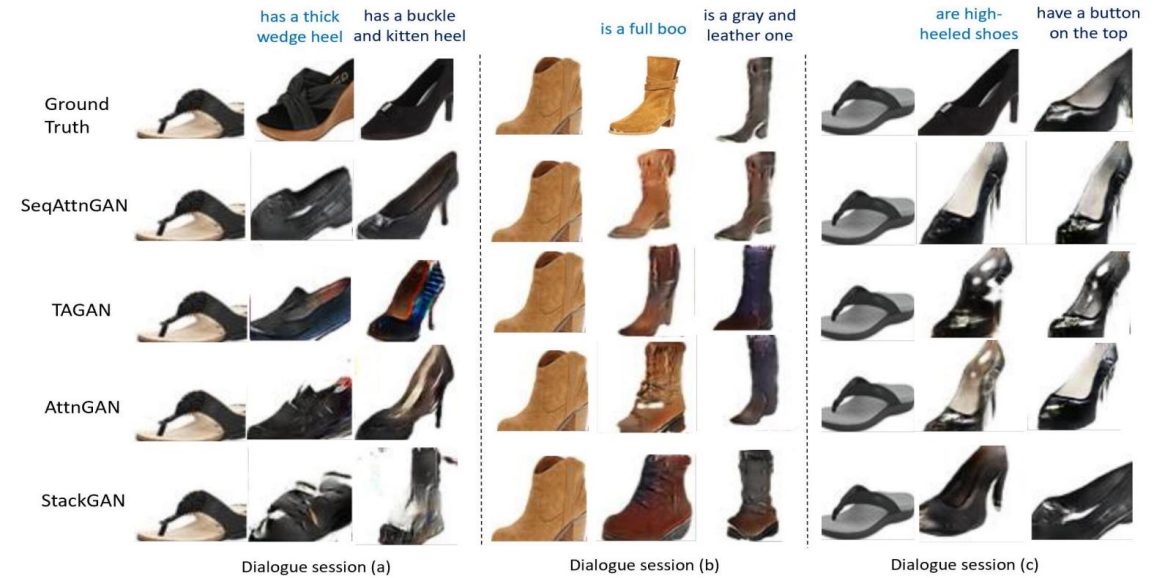 has a thick
wedge heel
has a buckle
and kitten heel
is a full boo
is a gray and
leather one
are high-
heeled shoes
have a button
on the top
Ground
Truth
SeqAttnGAN
TAGAN
AttnGAN
StackGAN
Dialogue session (a)
Dialogue session (b)
Dialogue session (c)